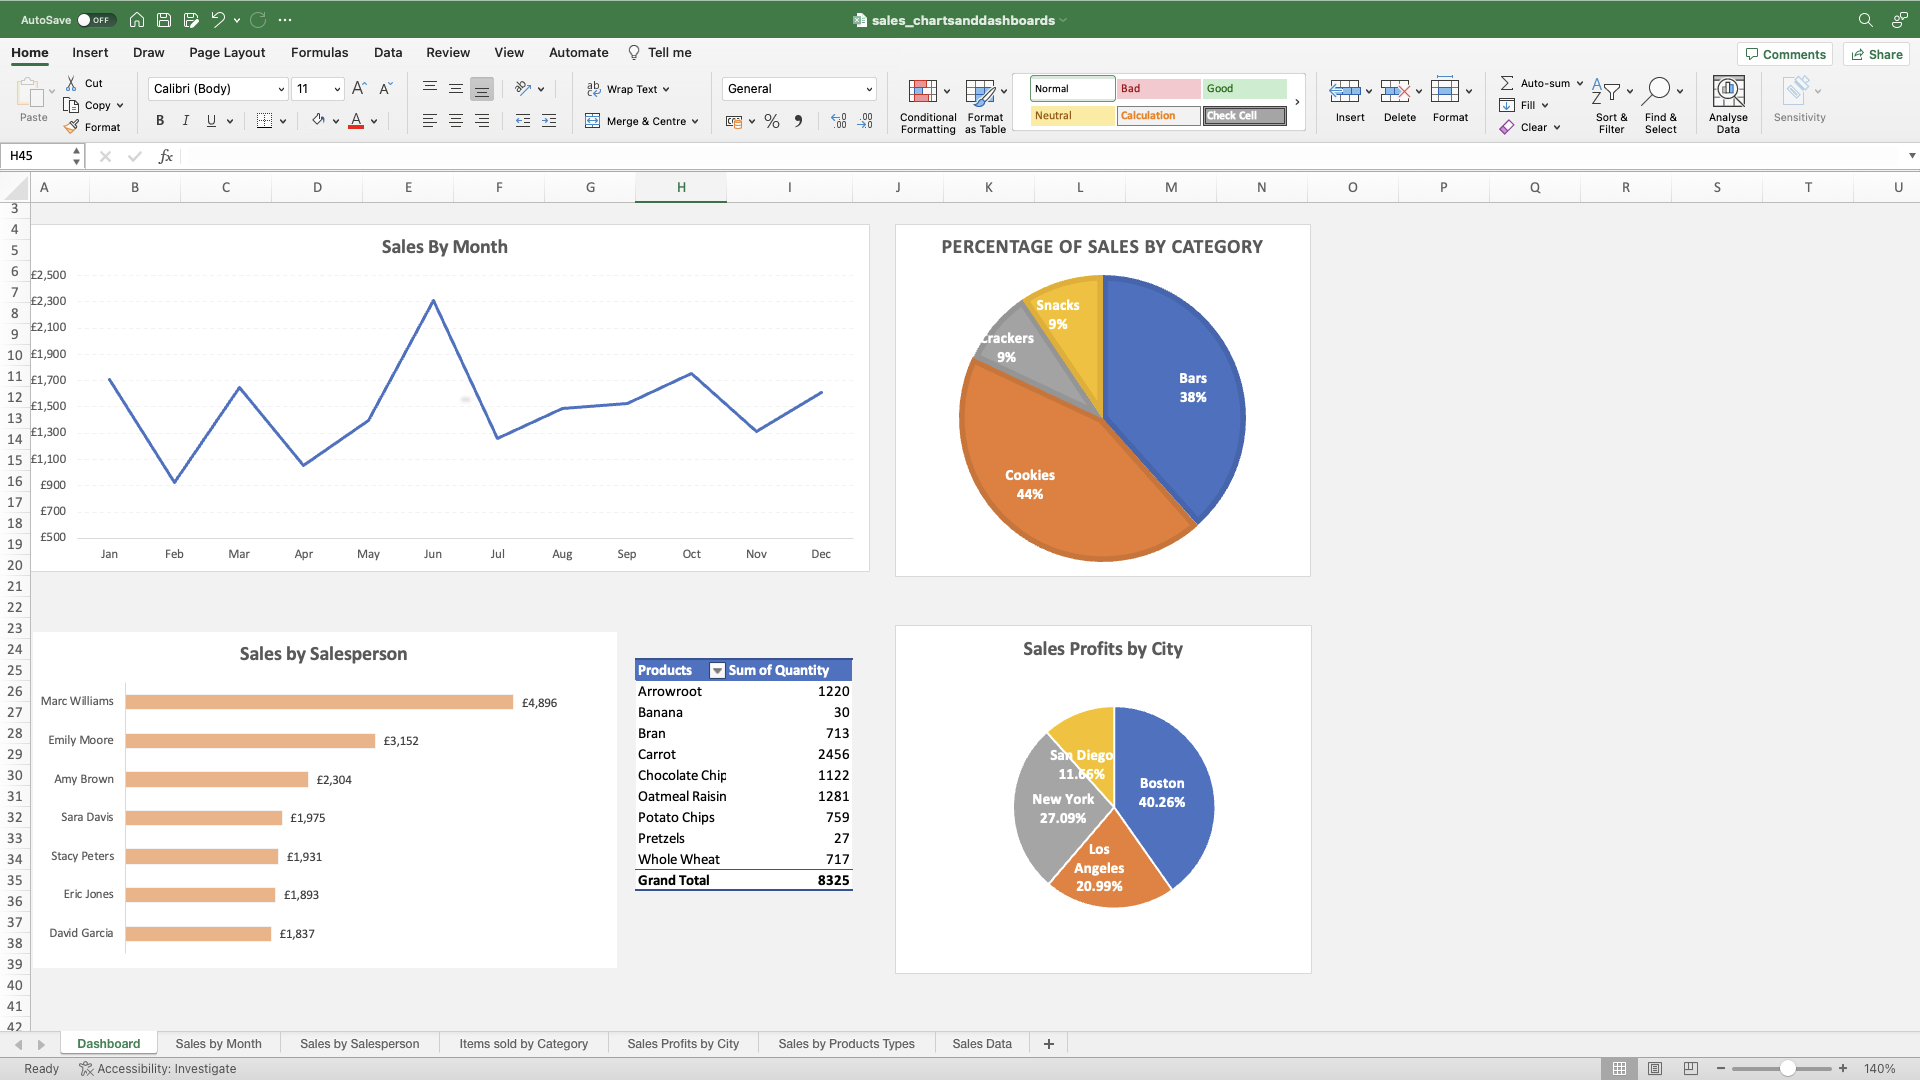 AutoSave OFF
sales_chartsanddashboards
Home Insert Draw Page Layout Formulas Data Review View Automate Tell me
Comments Share
Paste
Cut
Copy
Format
Calibri (Body) 11
A A
B I U A
Wrap Text
Merge & Centre
General
% 9
Conditional Formatting
Format as Table
Normal Bad Good
Neutral Calculation Check Cell
Insert Delete Format
Auto-sum
Fill
Clear
Sort & Filter
Find & Select
Analyse Data
Sensitivity
H45
fx
A B C D E F G H I J K L M N O P Q R S T U
3
4
5
6
7
8
9
10
11
12
13
14
15
16
17
18
19
20
21
22
23
24
25
26
27
28
29
30
31
32
33
34
35
36
37
38
39
40
41
42
Sales By Month
£2,500
£2,300
£2,100
£1,900
£1,700
£1,500
£1,300
£1,100
£900
£700
£500
Jan Feb Mar Apr May Jun Jul Aug Sep Oct Nov Dec
PERCENTAGE OF SALES BY CATEGORY
Snacks
9%
Crackers
9%
Bars
38%
Cookies
44%
Sales by Salesperson
Marc Williams £4,896
Emily Moore £3,152
Amy Brown £2,304
Sara Davis £1,975
Stacy Peters £1,931
Eric Jones £1,893
David Garcia £1,837
Products Sum of Quantity
Arrowroot 1220
Banana 30
Bran 713
Carrot 2456
Chocolate Chip 1122
Oatmeal Raisin 1281
Potato Chips 759
Pretzels 27
Whole Wheat 717
Grand Total 8325
Sales Profits by City
San Diego
11.66%
Boston
40.26%
New York
27.09%
Los
Angeles
20.99%
Dashboard Sales by Month Sales by Salesperson Items sold by Category Sales Profits by City Sales by Products Types Sales Data +
Ready Accessibility: Investigate
140%